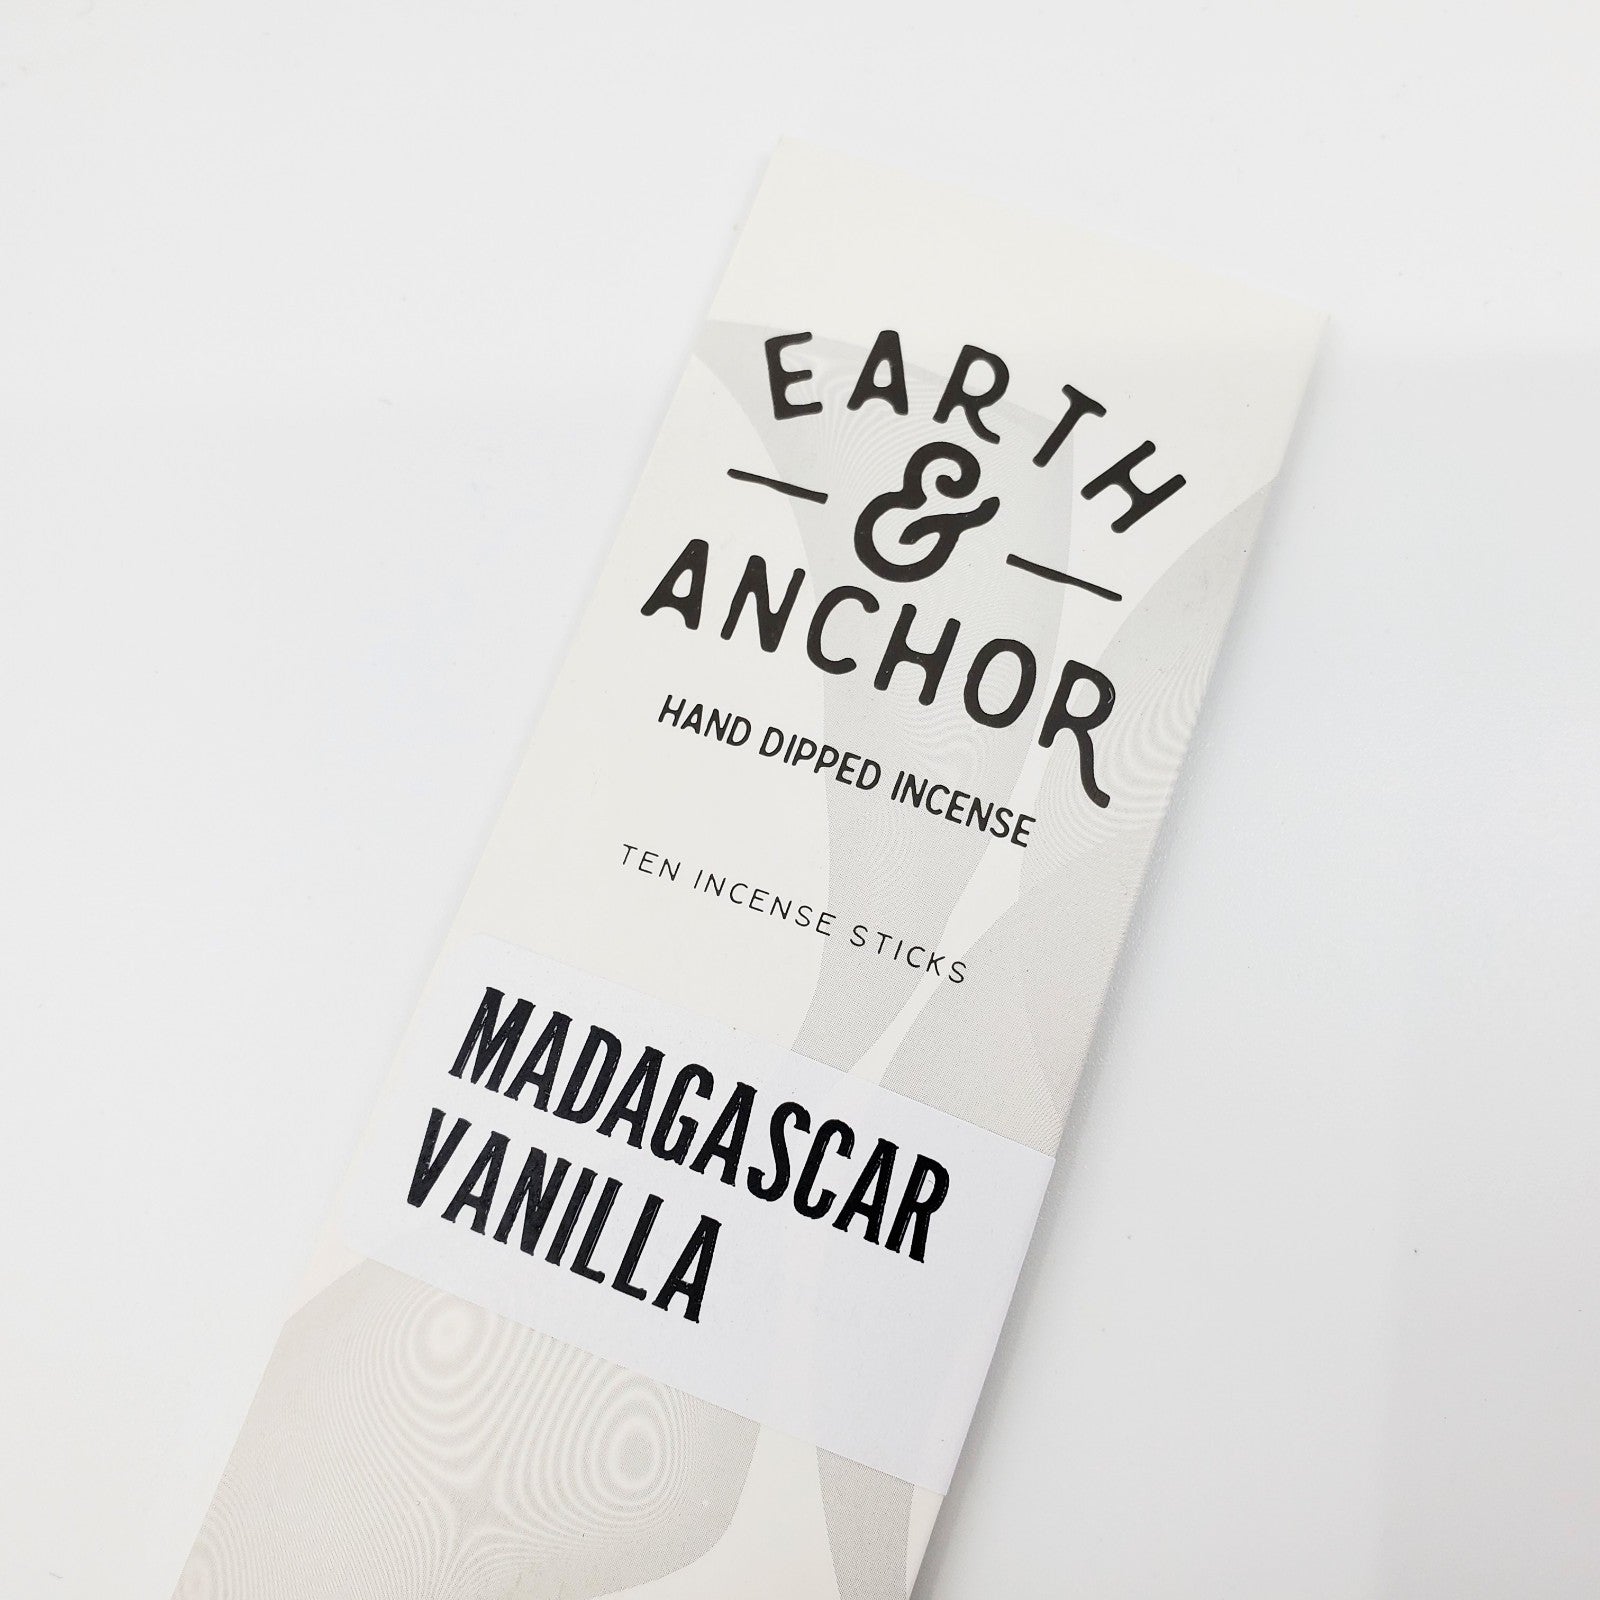 EARTH
&
ANCHOR
HAND DIPPED INCENSE
TEN INCENSE STICKS
MADAGASCAR
VANILLA